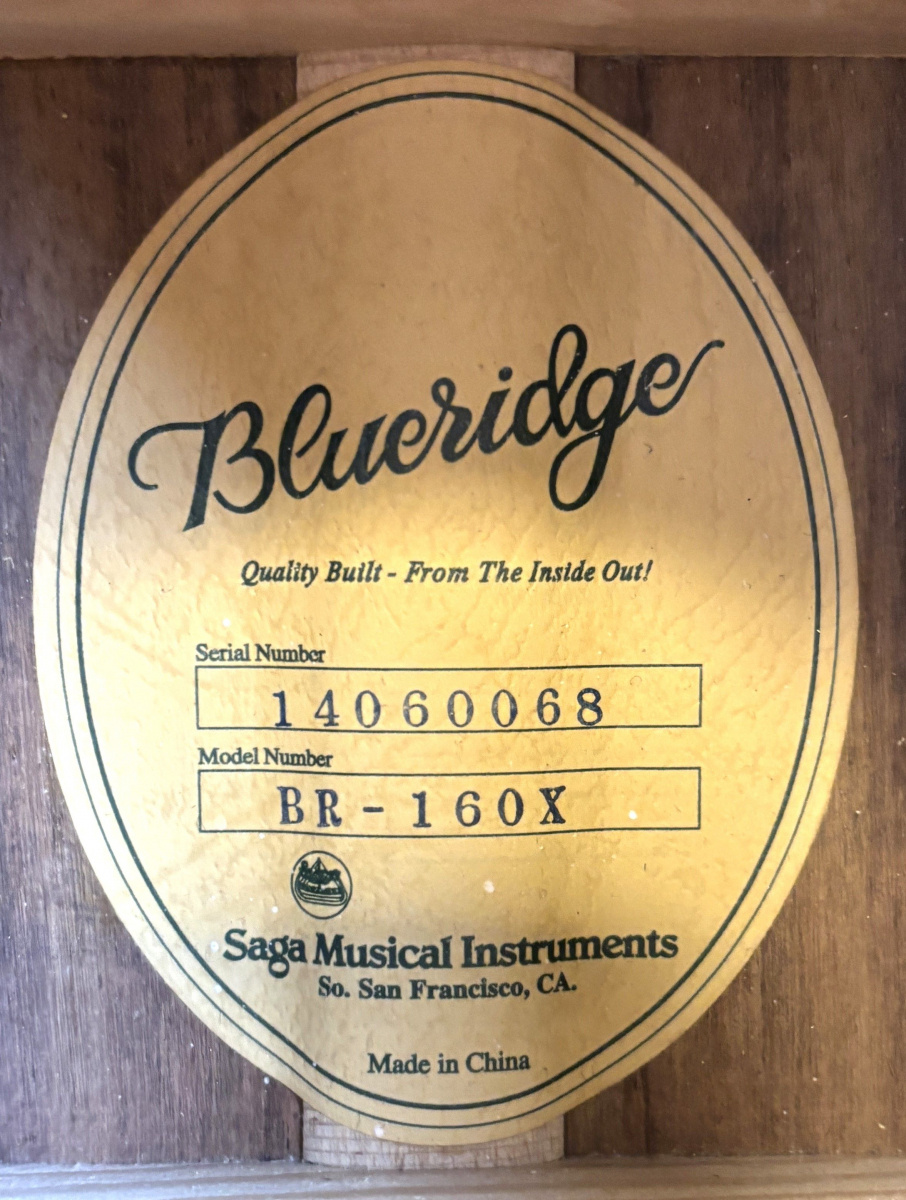 Blueridge
Quality Built - From The Inside Out!
Serial Number
14060068
Model Number
BR-160X
Saga Musical Instruments
So. San Francisco, CA.
Made in China